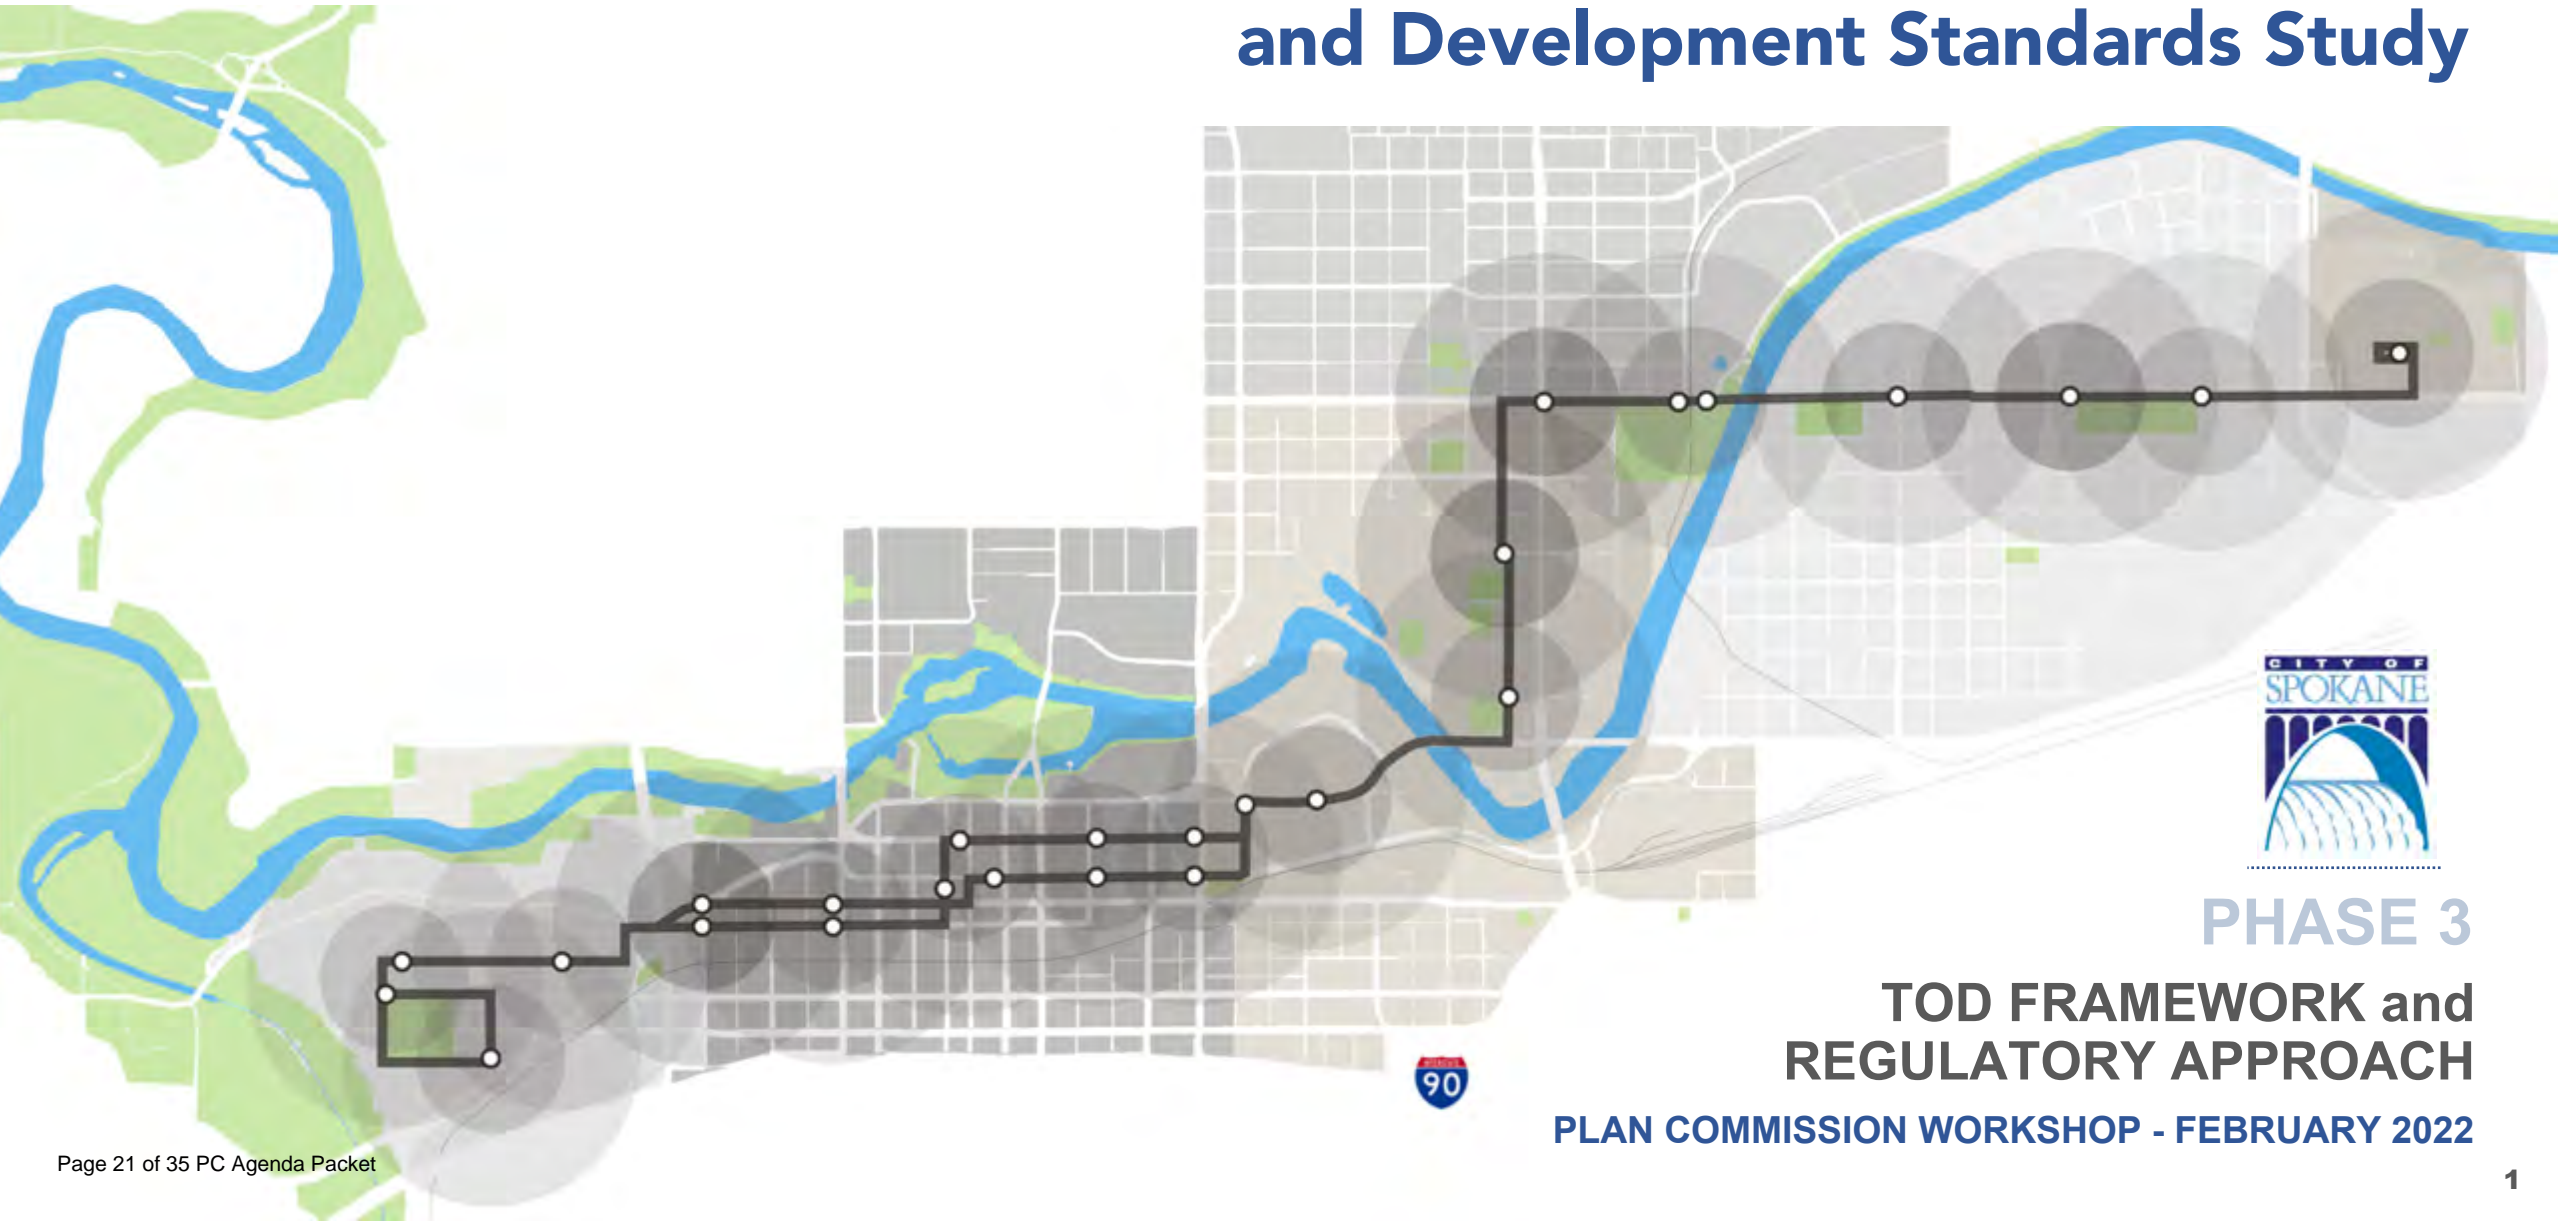 and Development Standards Study
CITY OF
SPOKANE
PHASE 3
TOD FRAMEWORK and
REGULATORY APPROACH
90
PLAN COMMISSION WORKSHOP - FEBRUARY 2022
Page 21 of 35 PC Agenda Packet
1